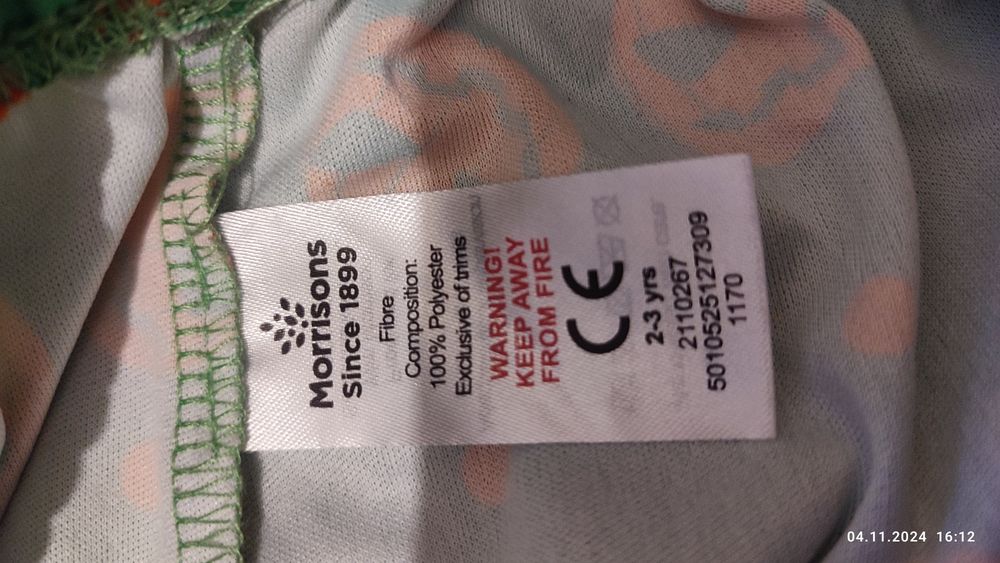 Morrisons
Since 1899
Fibre
Composition:
100% Polyester
Exclusive of trims
WARNING!
KEEP AWAY
FROM FIRE
CE
2-3 yrs
2110267
5010525127309
1170
04.11.2024 16:12